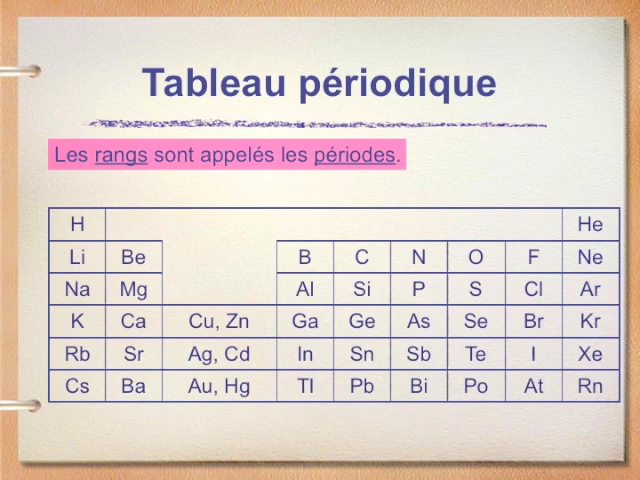 Tableau périodique
Les rangs sont appelés les périodes.
H He
Li Be B C N O F Ne
Na Mg Al Si P S Cl Ar
K Ca Cu, Zn Ga Ge As Se Br Kr
Rb Sr Ag, Cd In Sn Sb Te I Xe
Cs Ba Au, Hg Tl Pb Bi Po At Rn